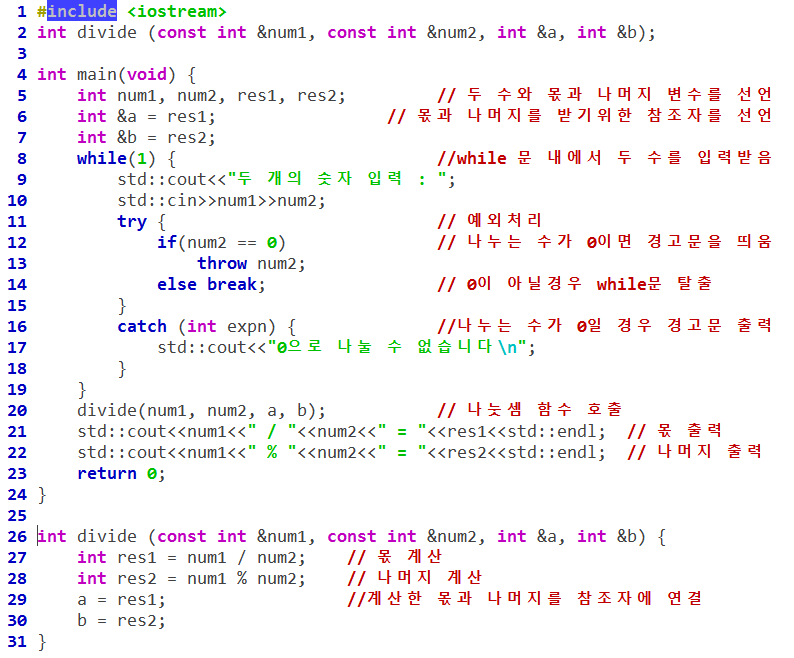 1 #include <iostream>
2 int divide (const int &num1, const int &num2, int &a, int &b);
3
4 int main(void) {
5     int num1, num2, res1, res2;         // 두 수와 몫과 나머지 변수를 선언
6     int &a = res1;                 // 몫과 나머지를 받기위한 참조자를 선언
7     int &b = res2;
8     while(1) {                          //while 문 내에서 두 수를 입력받음
9         std::cout<<"두 개의 숫자 입력 : ";
10         std::cin>>num1>>num2;
11         try {                           // 예외처리
12             if(num2 == 0)               // 나누는 수가 0이면 경고문을 띄움
13                 throw num2;
14             else break;                 // 0이 아닐경우 while문 탈출
15         }
16         catch (int expn) {              //나누는 수가 0일 경우 경고문 출력
17             std::cout<<"0으로 나눌 수 없습니다\n";
18         }
19     }
20     divide(num1, num2, a, b);           // 나눗셈 함수 호출
21     std::cout<<num1<<" / "<<num2<<" = "<<res1<<std::endl;  // 몫 출력
22     std::cout<<num1<<" % "<<num2<<" = "<<res2<<std::endl;  // 나머지 출력
23     return 0;
24 }
25
26 int divide (const int &num1, const int &num2, int &a, int &b) {
27     int res1 = num1 / num2;    // 몫 계산
28     int res2 = num1 % num2;    // 나머지 계산
29     a = res1;                  //계산한 몫과 나머지를 참조자에 연결
30     b = res2;
31 }